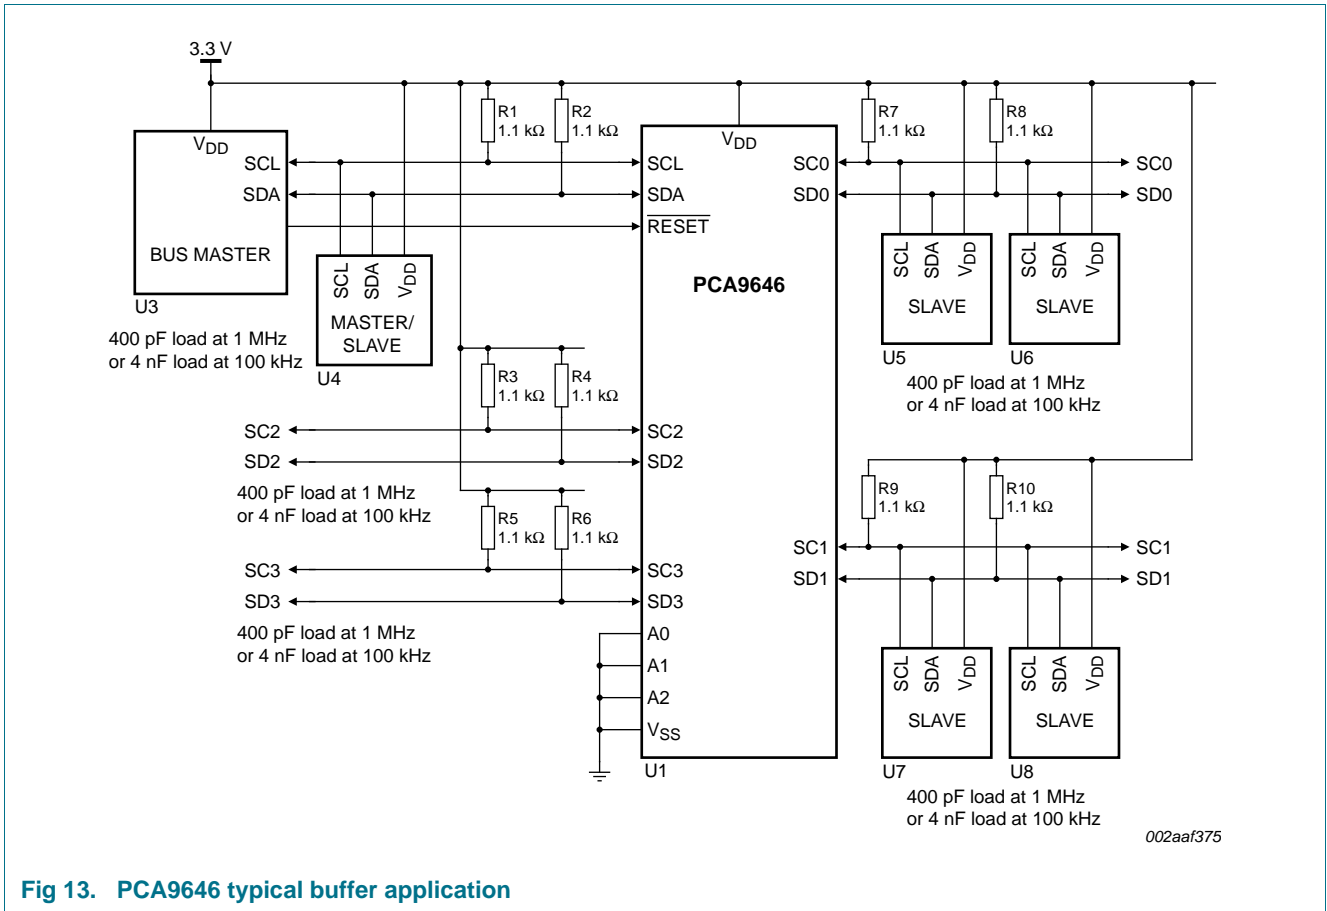 3.3 V
VDD
SCL
SDA
BUS MASTER
U3
400 pF load at 1 MHz
or 4 nF load at 100 kHz
SCL
SDA
VDD
MASTER/
SLAVE
U4
R1
1.1 kΩ
R2
1.1 kΩ
R3
1.1 kΩ
R4
1.1 kΩ
SC2
SD2
400 pF load at 1 MHz
or 4 nF load at 100 kHz
R5
1.1 kΩ
R6
1.1 kΩ
SC3
SD3
400 pF load at 1 MHz
or 4 nF load at 100 kHz
VDD
SCL
SDA
RESET
PCA9646
SC2
SD2
SC3
SD3
A0
A1
A2
VSS
U1
SC0
SD0
SC1
SD1
R7
1.1 kΩ
R8
1.1 kΩ
SC0
SD0
SCL
SDA
VDD
SLAVE
U5
SCL
SDA
VDD
SLAVE
U6
400 pF load at 1 MHz
or 4 nF load at 100 kHz
R9
1.1 kΩ
R10
1.1 kΩ
SC1
SD1
SCL
SDA
VDD
SLAVE
U7
SCL
SDA
VDD
SLAVE
U8
400 pF load at 1 MHz
or 4 nF load at 100 kHz
002aaf375
Fig 13. PCA9646 typical buffer application